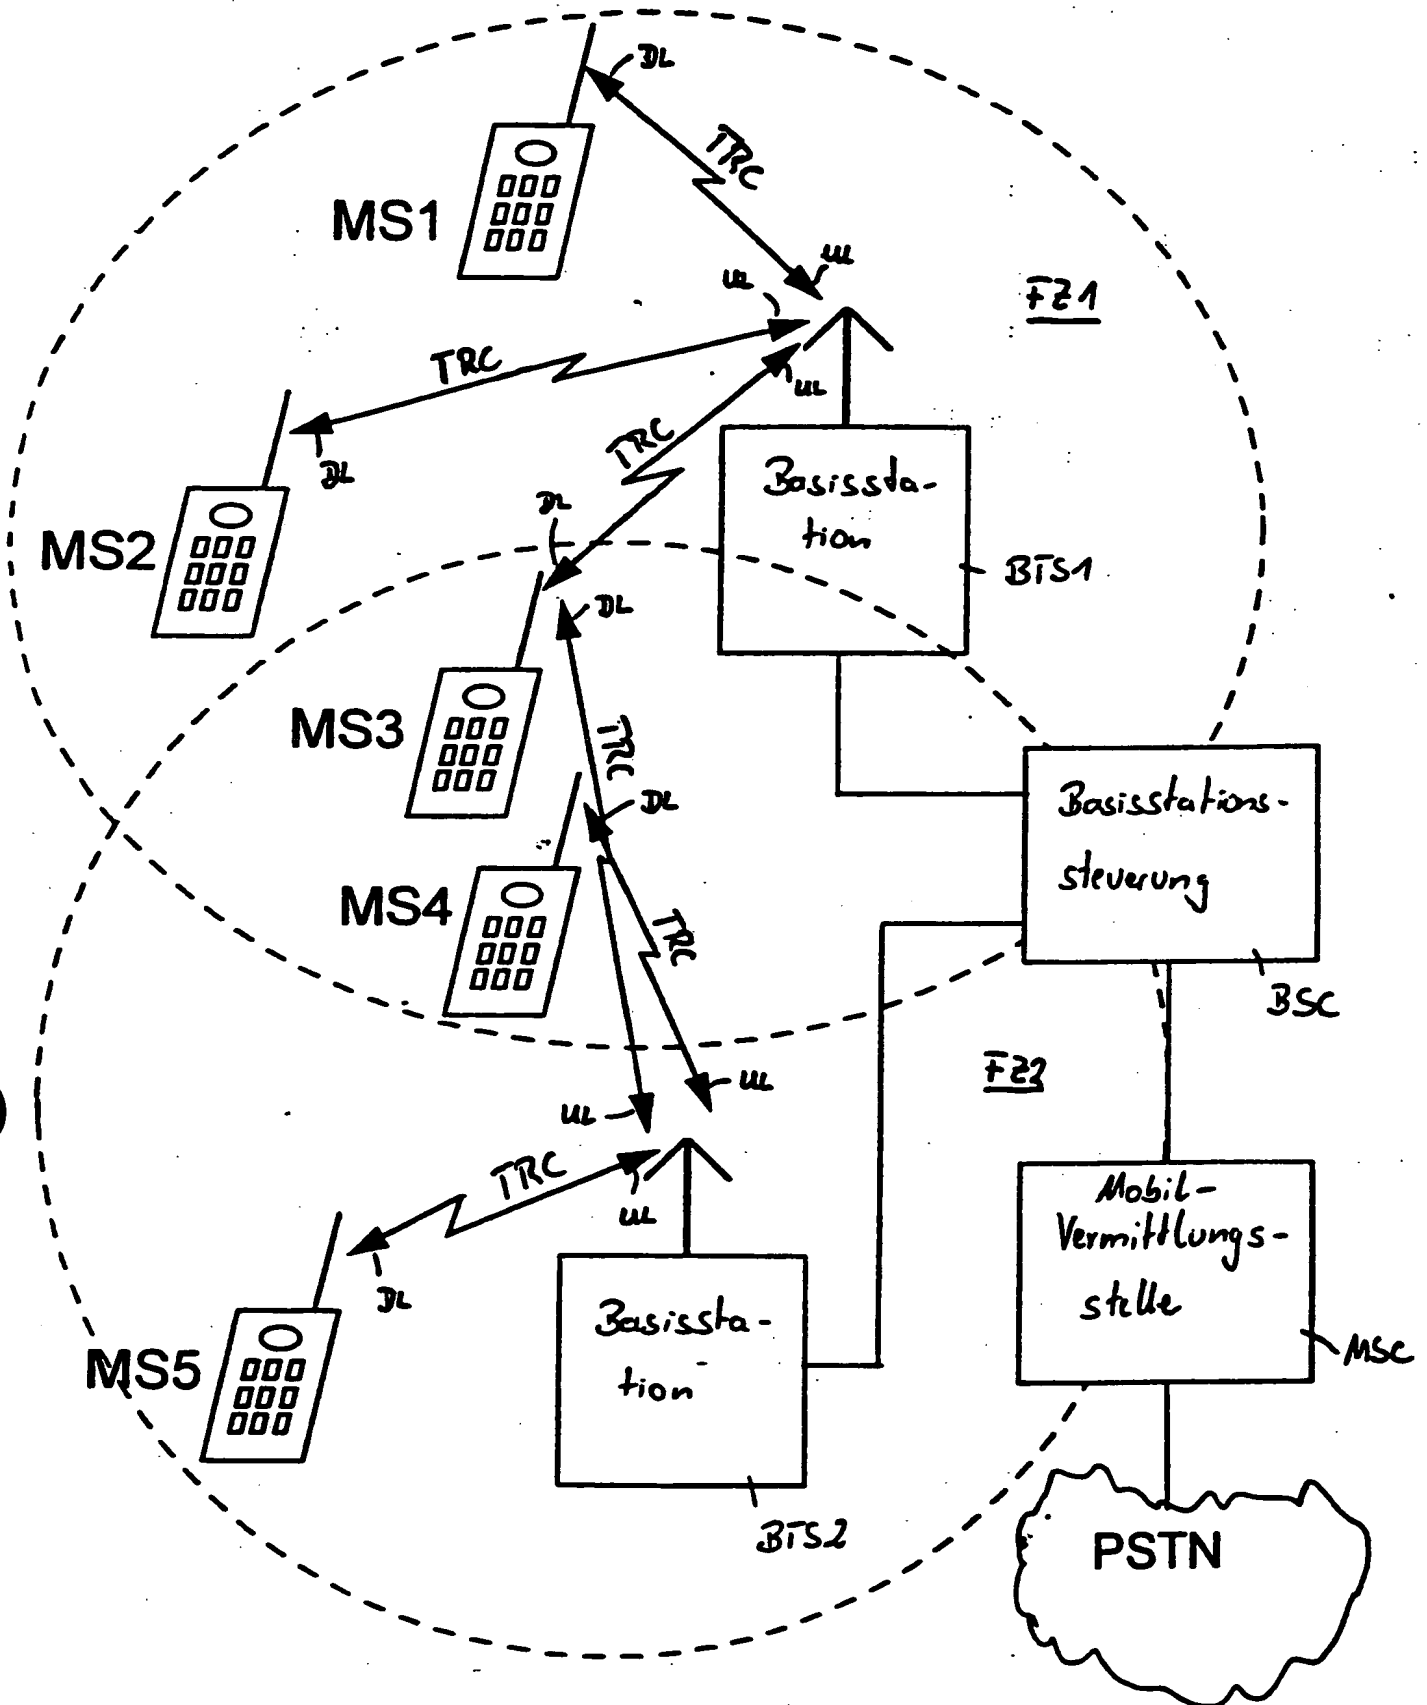 DL
TRC
MS1
UL
UL
FZ1
TRC
UL
TRC
DL
Basissta-
tion
DL
MS2
BTS1
DL
MS3
TRC
Basisstations-
steuerung
DL
MS4
TRC
BSC
FZ2
UL
UL
TRC
UL
Mobil-
Vermittlungs-
stelle
DL
Basissta-
tion
MSC
MS5
BTS2
PSTN